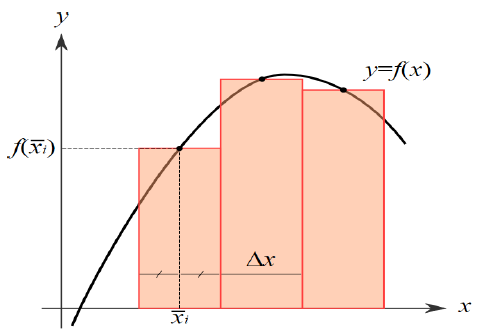 y
y=f(x)
f(x̅ᵢ)
Δx
x
x̅ᵢ